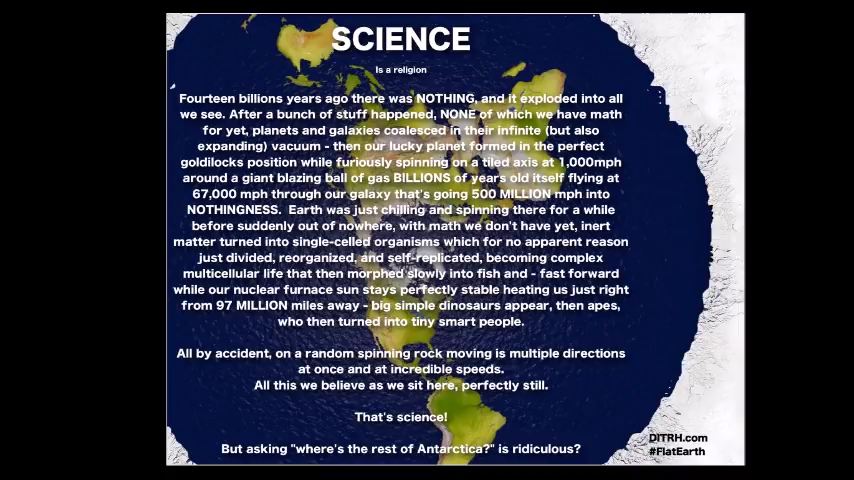 SCIENCE
Is a religion
Fourteen billions years ago there was NOTHING, and it exploded into all
we see. After a bunch of stuff happened, NONE of which we have math
for yet, planets and galaxies coalesced in their infinite (but also
expanding) vacuum - then our lucky planet formed in the perfect
goldilocks position while furiously spinning on a tiled axis at 1,000mph
around a giant blazing ball of gas BILLIONS of years old itself flying at
67,000 mph through our galaxy that's going 500 MILLION mph into
NOTHINGNESS. Earth was just chilling and spinning there for a while
before suddenly out of nowhere, with math we don't have yet, inert
matter turned into single-celled organisms which for no apparent reason
just divided, reorganized, and self-replicated, becoming complex
multicellular life that then morphed slowly into fish and - fast forward
while our nuclear furnace sun stays perfectly stable heating us just right
from 97 MILLION miles away - big simple dinosaurs appear, then apes,
who then turned into tiny smart people.
All by accident, on a random spinning rock moving is multiple directions
at once and at incredible speeds.
All this we believe as we sit here, perfectly still.
That's science!
But asking "where's the rest of Antarctica?" is ridiculous?
DITRH.com
#FlatEarth